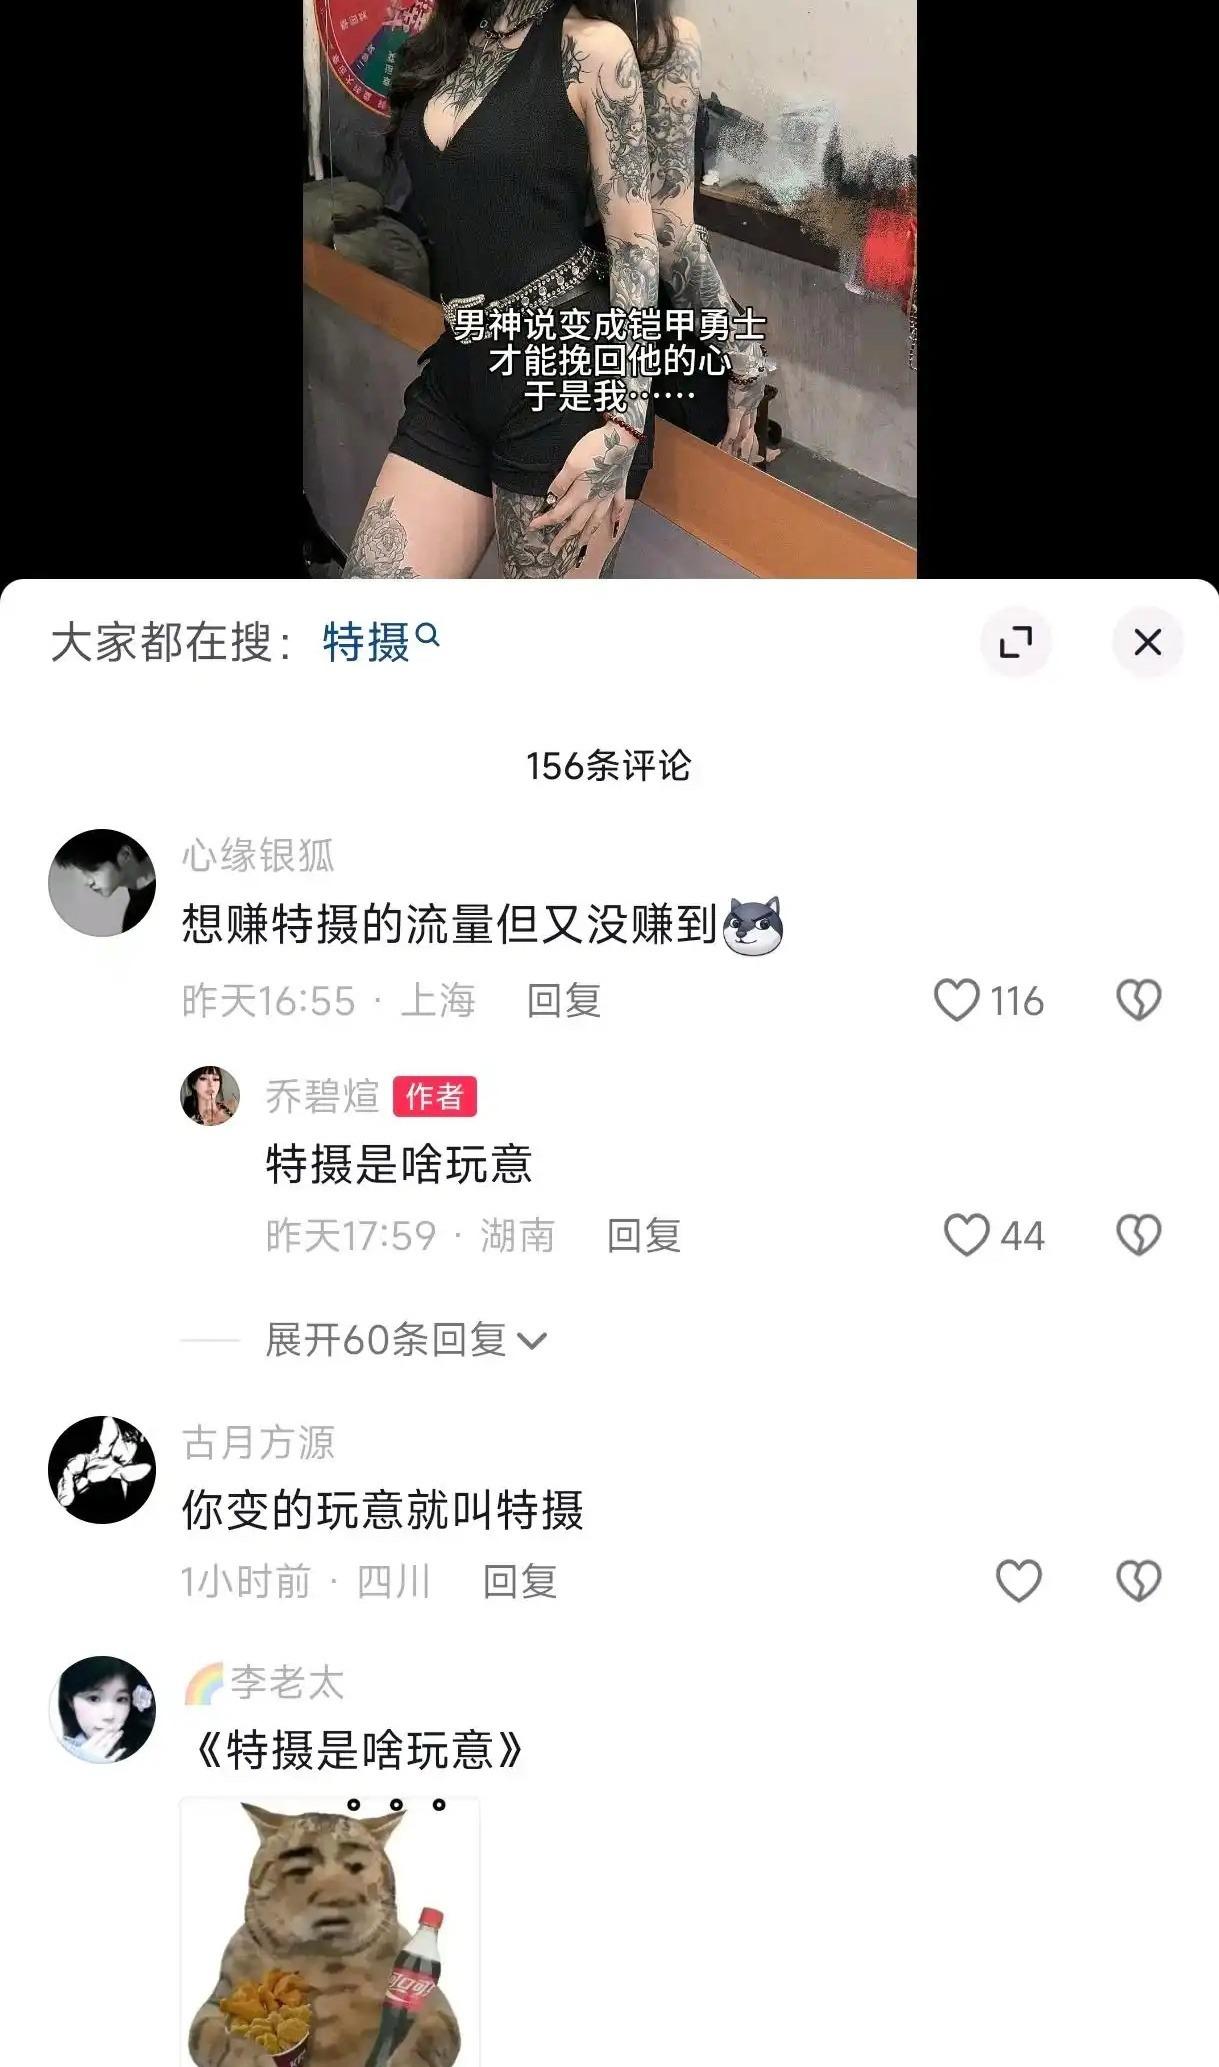 男神说变成铠甲勇士
才能挽回他的心
于是我……
大家都在搜：特摄
156条评论
心缘银狐
想赚特摄的流量但又没赚到
昨天16:55 · 上海 回复
116
乔碧煊 作者
特摄是啥玩意
昨天17:59 · 湖南 回复
44
展开60条回复
古月方源
你变的玩意就叫特摄
1小时前 · 四川 回复
李老太
《特摄是啥玩意》